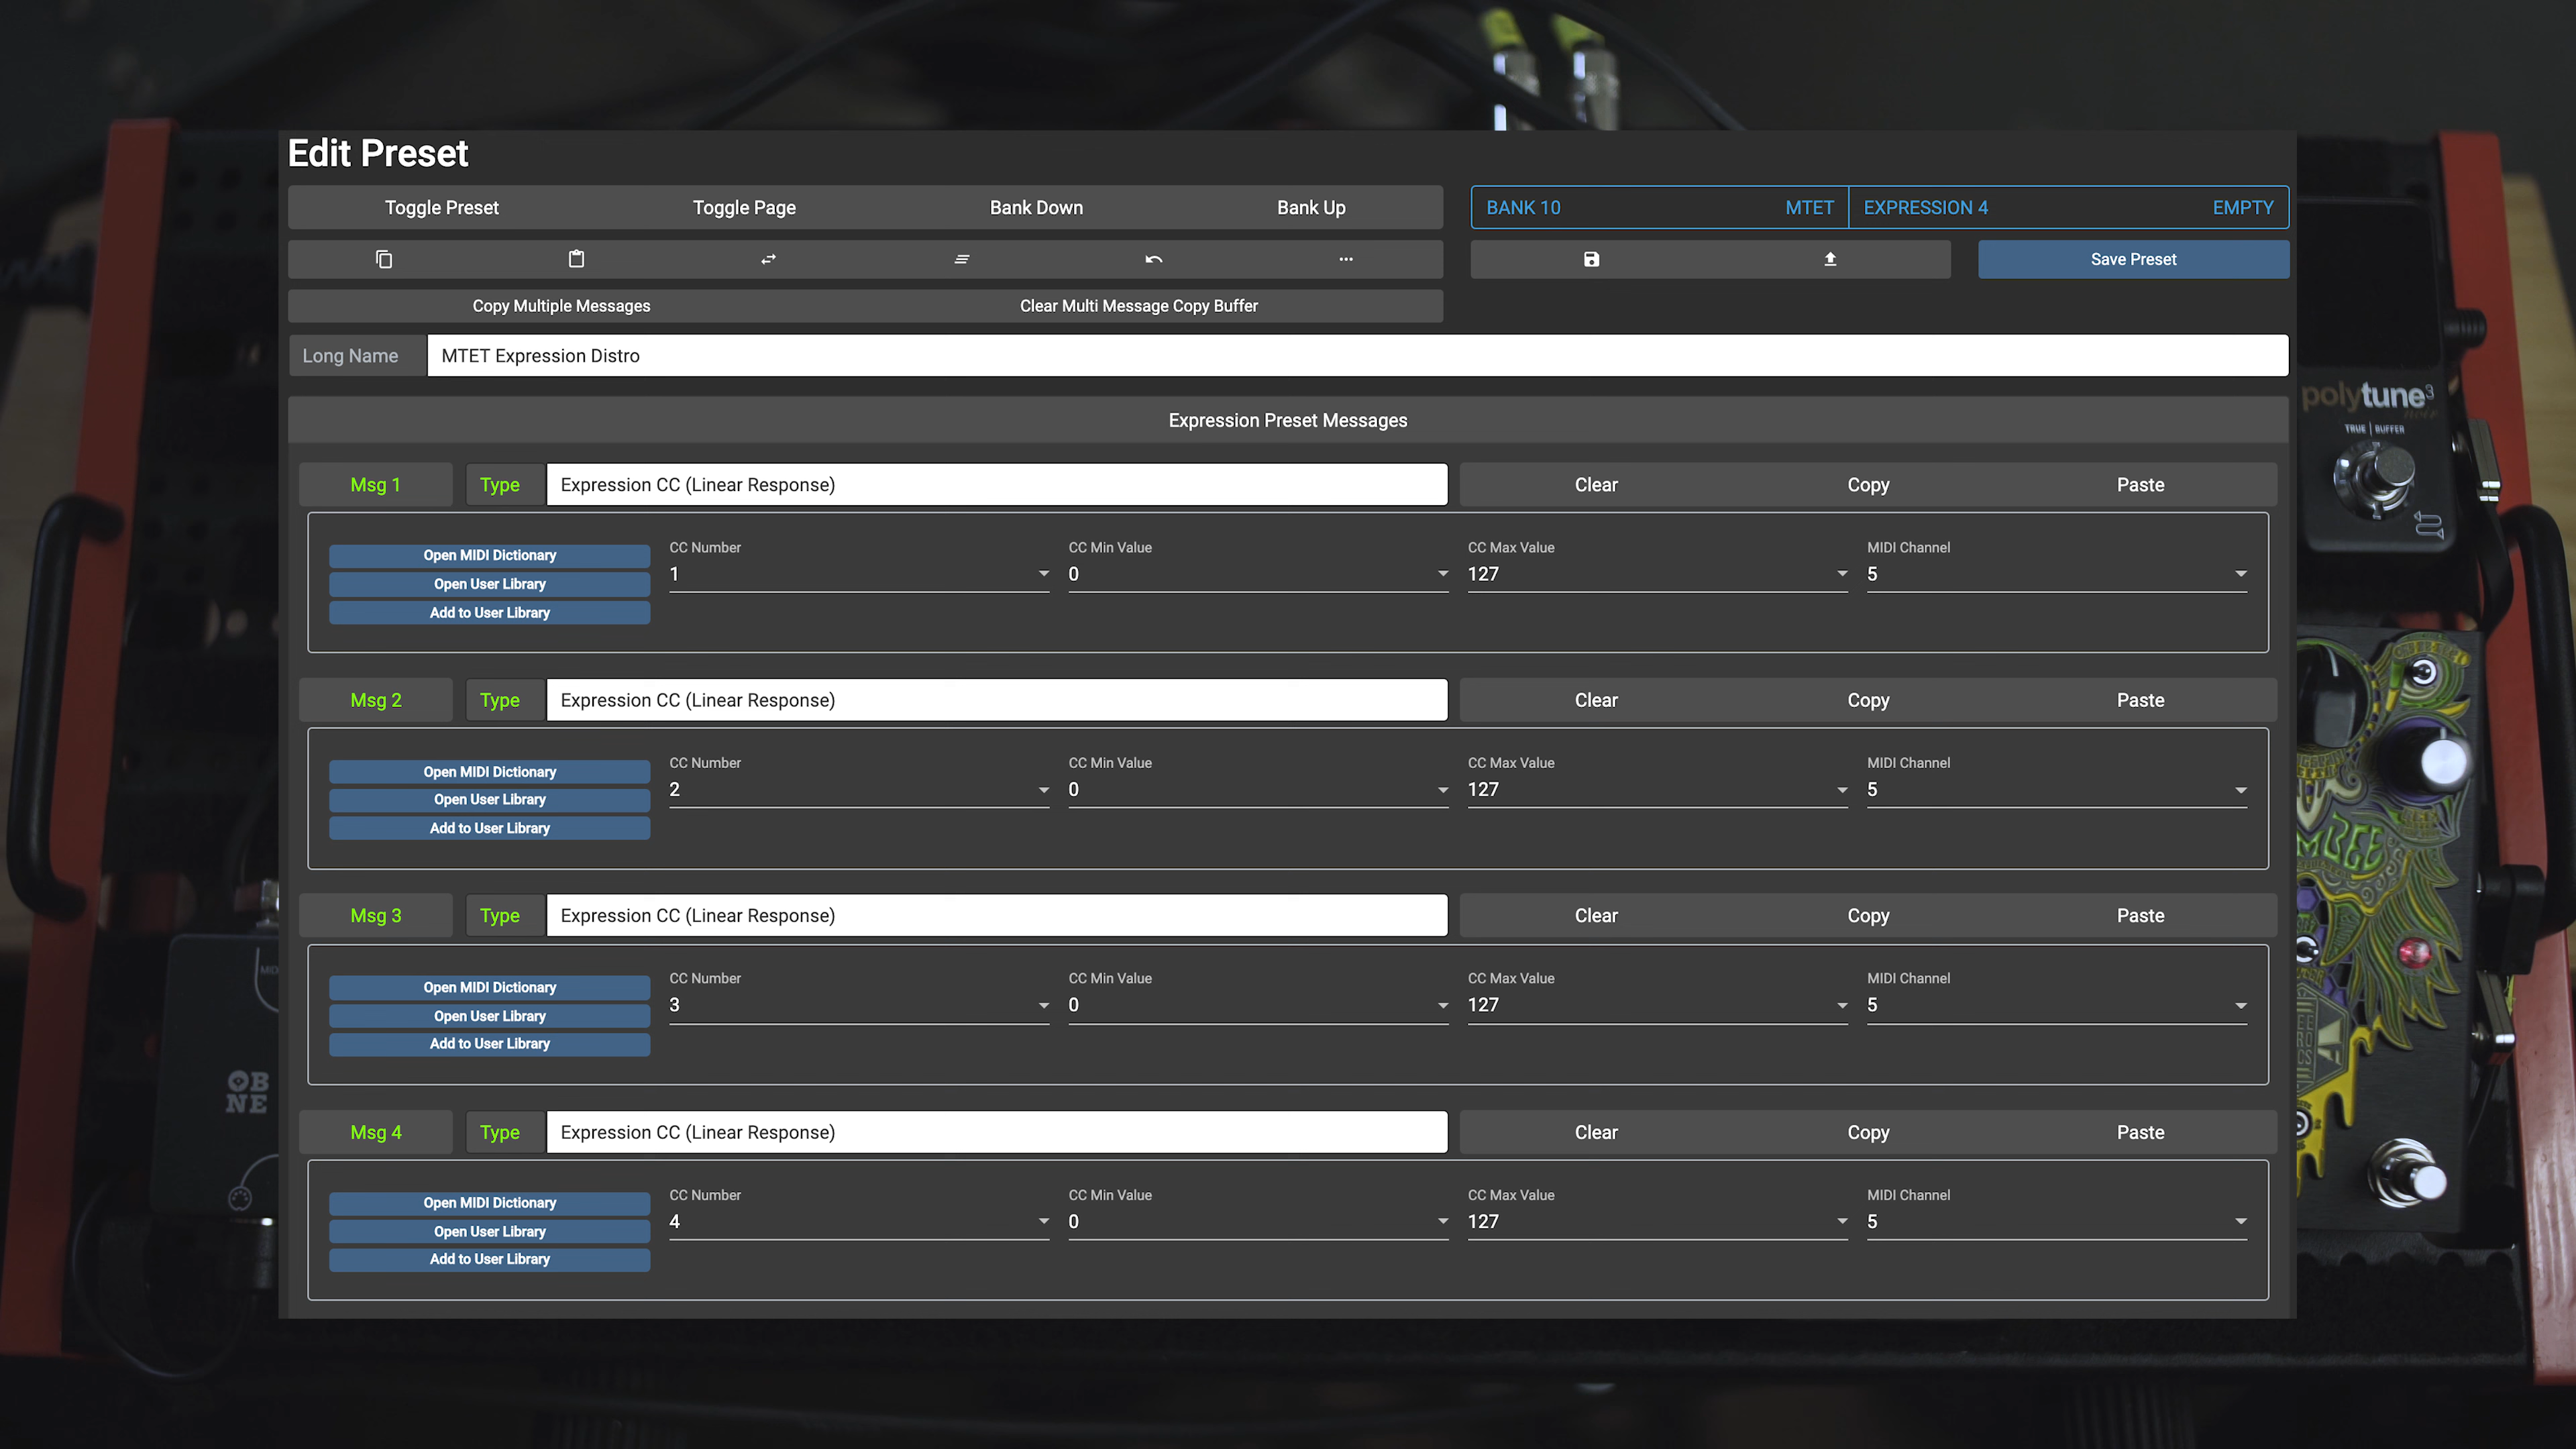 Edit Preset
Toggle Preset Toggle Page Bank Down Bank Up
BANK 10 MTET EXPRESSION 4 EMPTY
Save Preset
Copy Multiple Messages Clear Multi Message Copy Buffer
Long Name MTET Expression Distro
Expression Preset Messages
Msg 1 Type Expression CC (Linear Response) Clear Copy Paste
Open MIDI Dictionary
Open User Library
Add to User Library
CC Number CC Min Value CC Max Value MIDI Channel
1 0 127 5
Msg 2 Type Expression CC (Linear Response) Clear Copy Paste
Open MIDI Dictionary
Open User Library
Add to User Library
CC Number CC Min Value CC Max Value MIDI Channel
2 0 127 5
Msg 3 Type Expression CC (Linear Response) Clear Copy Paste
Open MIDI Dictionary
Open User Library
Add to User Library
CC Number CC Min Value CC Max Value MIDI Channel
3 0 127 5
Msg 4 Type Expression CC (Linear Response) Clear Copy Paste
Open MIDI Dictionary
Open User Library
Add to User Library
CC Number CC Min Value CC Max Value MIDI Channel
4 0 127 5
polytune3
noir
TRUE | BUFFER
OB
NE